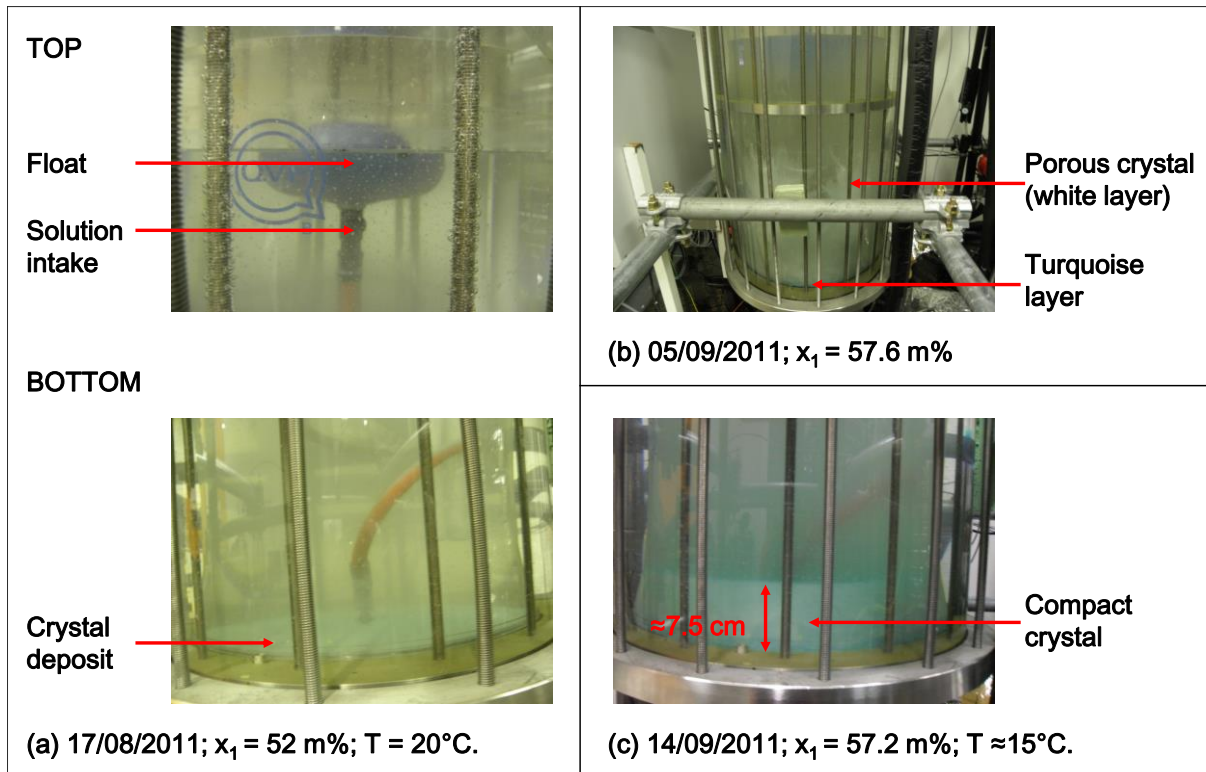 TOP
Float
Solution
intake
BOTTOM
Crystal
deposit
(a) 17/08/2011; x₁ = 52 m%; T = 20°C.
Porous crystal
(white layer)
Turquoise
layer
(b) 05/09/2011; x₁ = 57.6 m%
≈7.5 cm
Compact
crystal
(c) 14/09/2011; x₁ = 57.2 m%; T ≈15°C.